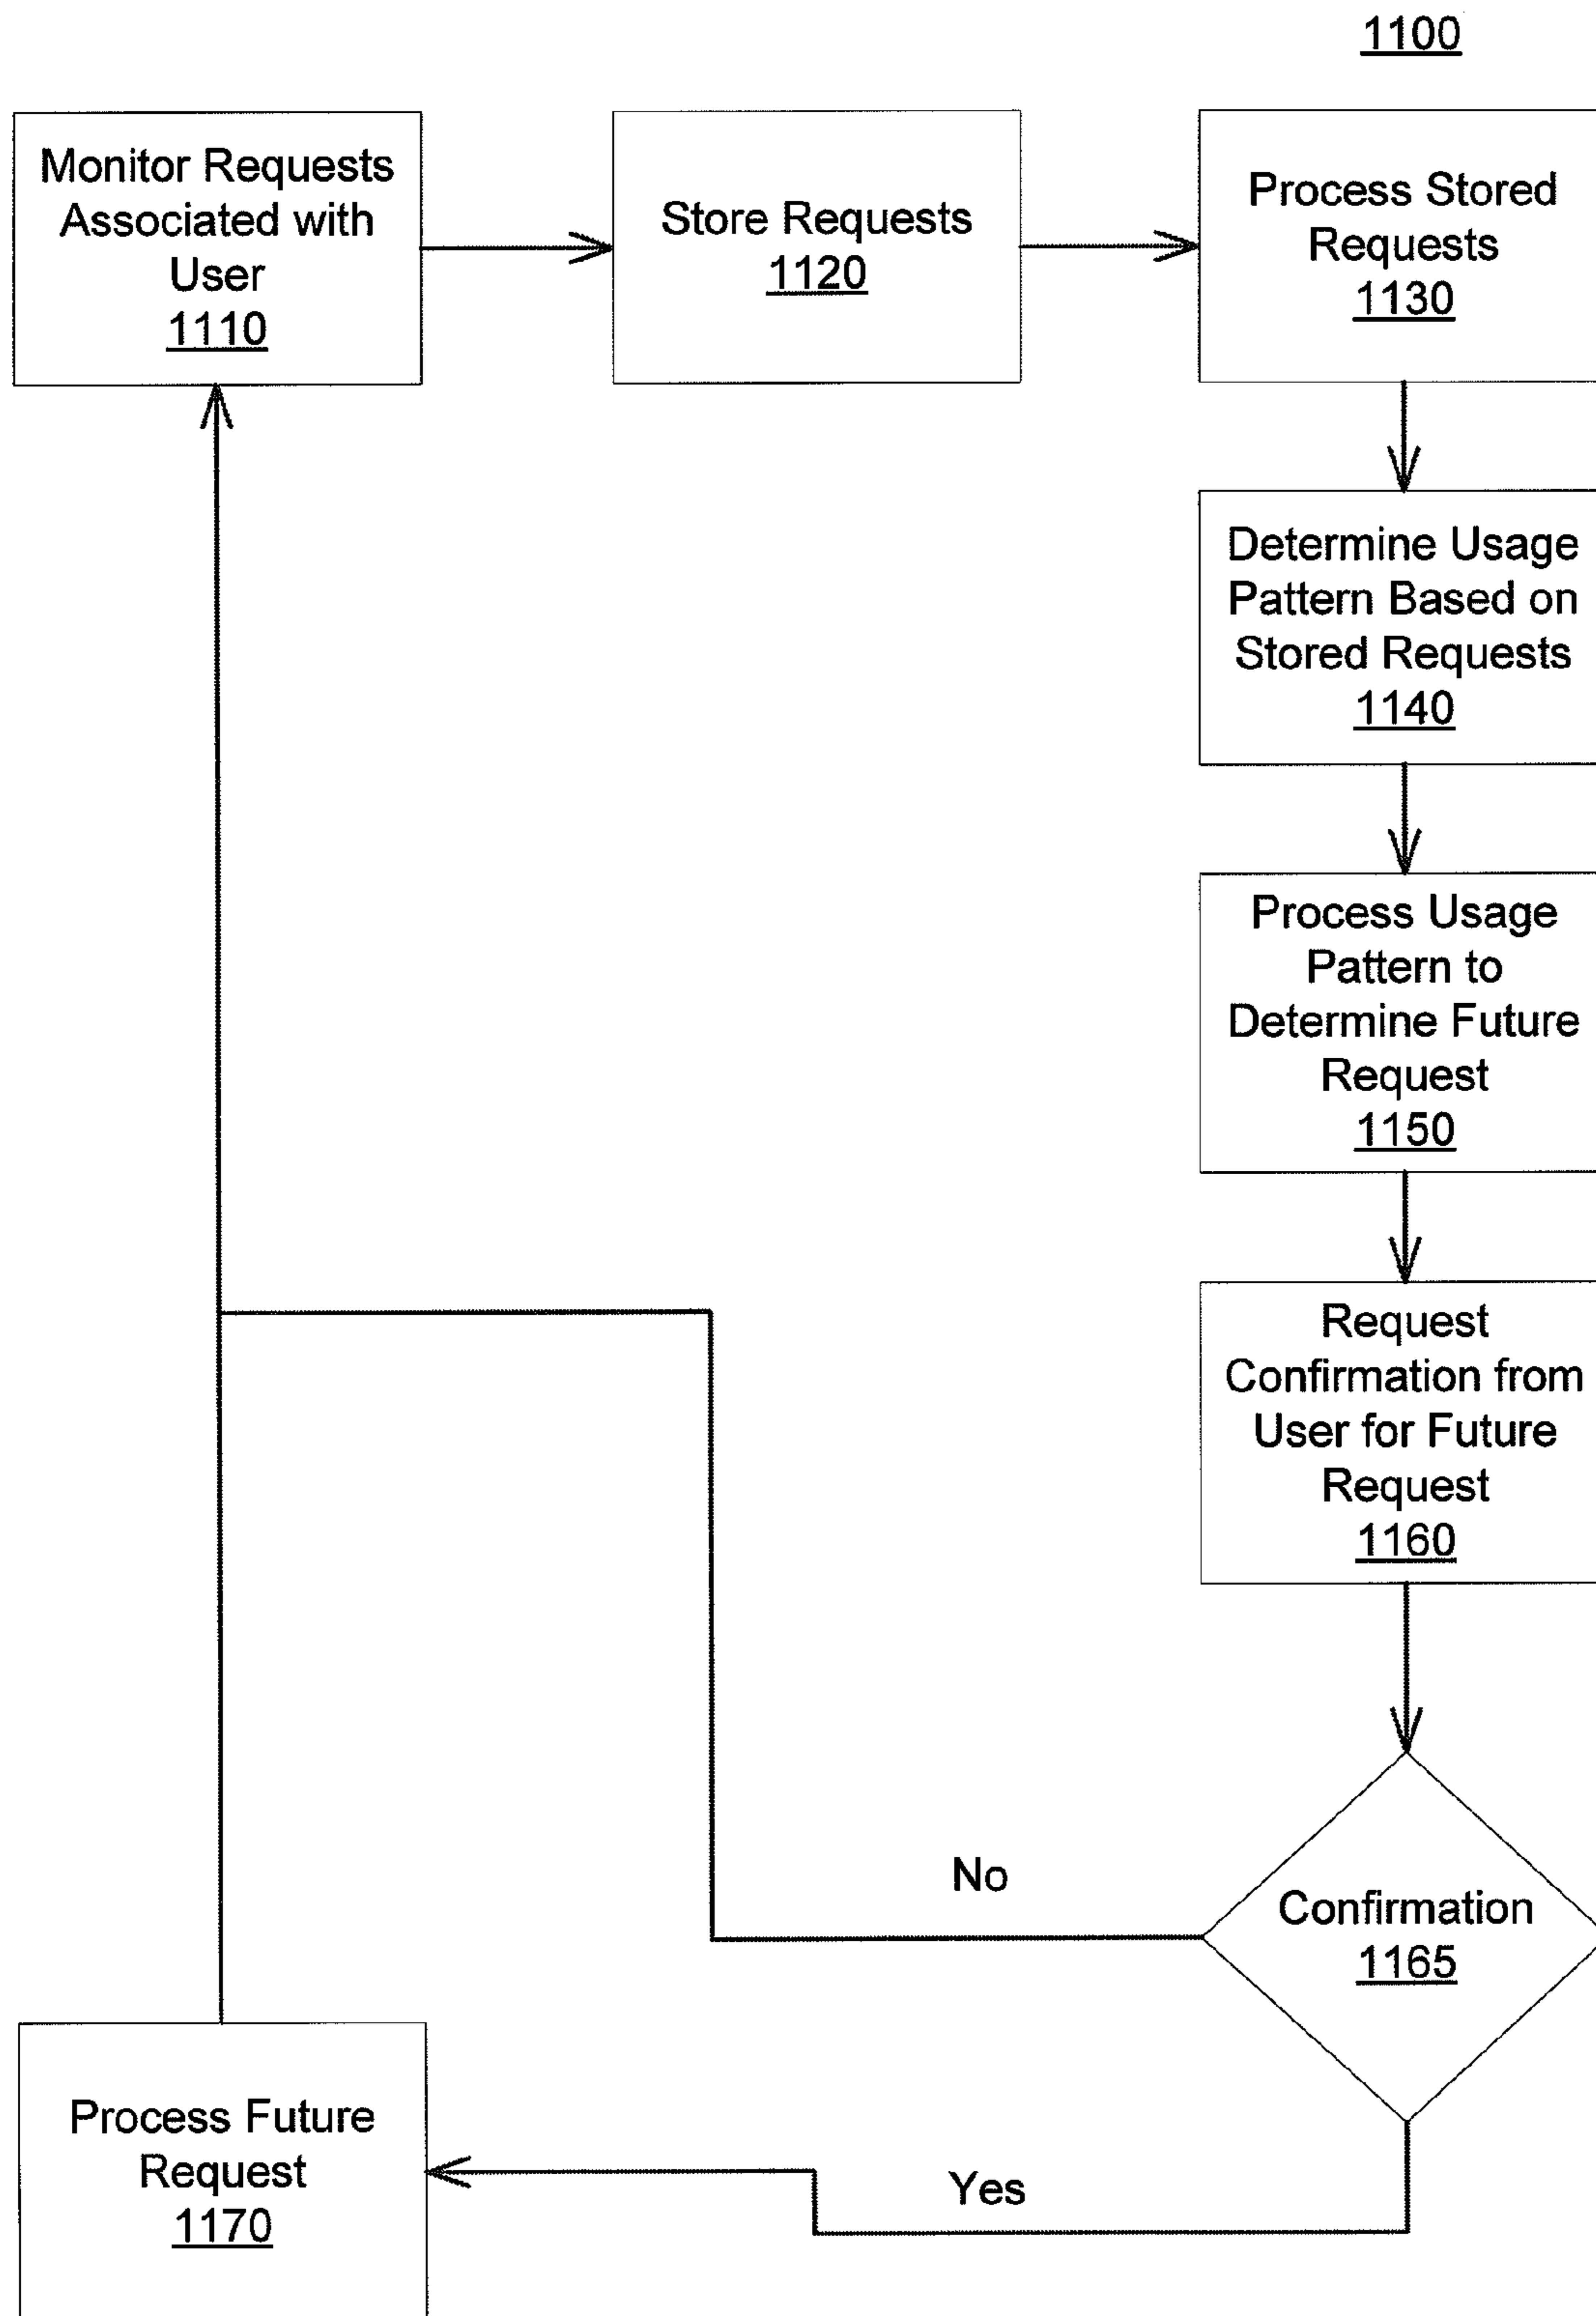 1100
Monitor Requests
Associated with
User
1110
Store Requests
1120
Process Stored
Requests
1130
Determine Usage
Pattern Based on
Stored Requests
1140
Process Usage
Pattern to
Determine Future
Request
1150
Request
Confirmation from
User for Future
Request
1160
Confirmation
1165
No
Yes
Process Future
Request
1170